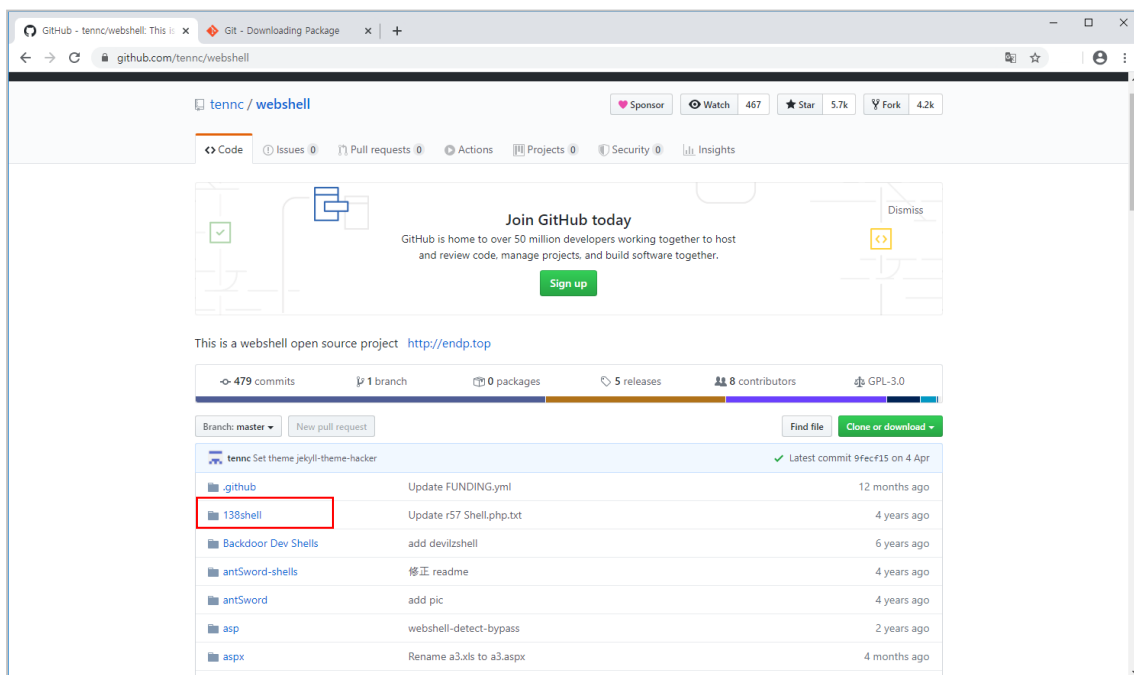 GitHub - tennc/webshell: This is
Git - Downloading Package
github.com/tennc/webshell
tennc / webshell
Sponsor
Watch 467
Star 5.7k
Fork 4.2k
Code
Issues 0
Pull requests 0
Actions
Projects 0
Security 0
Insights
Join GitHub today
Dismiss
GitHub is home to over 50 million developers working together to host
and review code, manage projects, and build software together.
Sign up
This is a webshell open source project http://endp.top
479 commits
1 branch
0 packages
5 releases
8 contributors
GPL-3.0
Branch: master
New pull request
Find file
Clone or download
tennc Set theme jekyll-theme-hacker
Latest commit 9fecf15 on 4 Apr
.github Update FUNDING.yml 12 months ago
138shell Update r57 Shell.php.txt 4 years ago
Backdoor Dev Shells add devilzshell 6 years ago
antSword-shells 修正 readme 4 years ago
antSword add pic 4 years ago
asp webshell-detect-bypass 2 years ago
aspx Rename a3.xls to a3.aspx 4 months ago